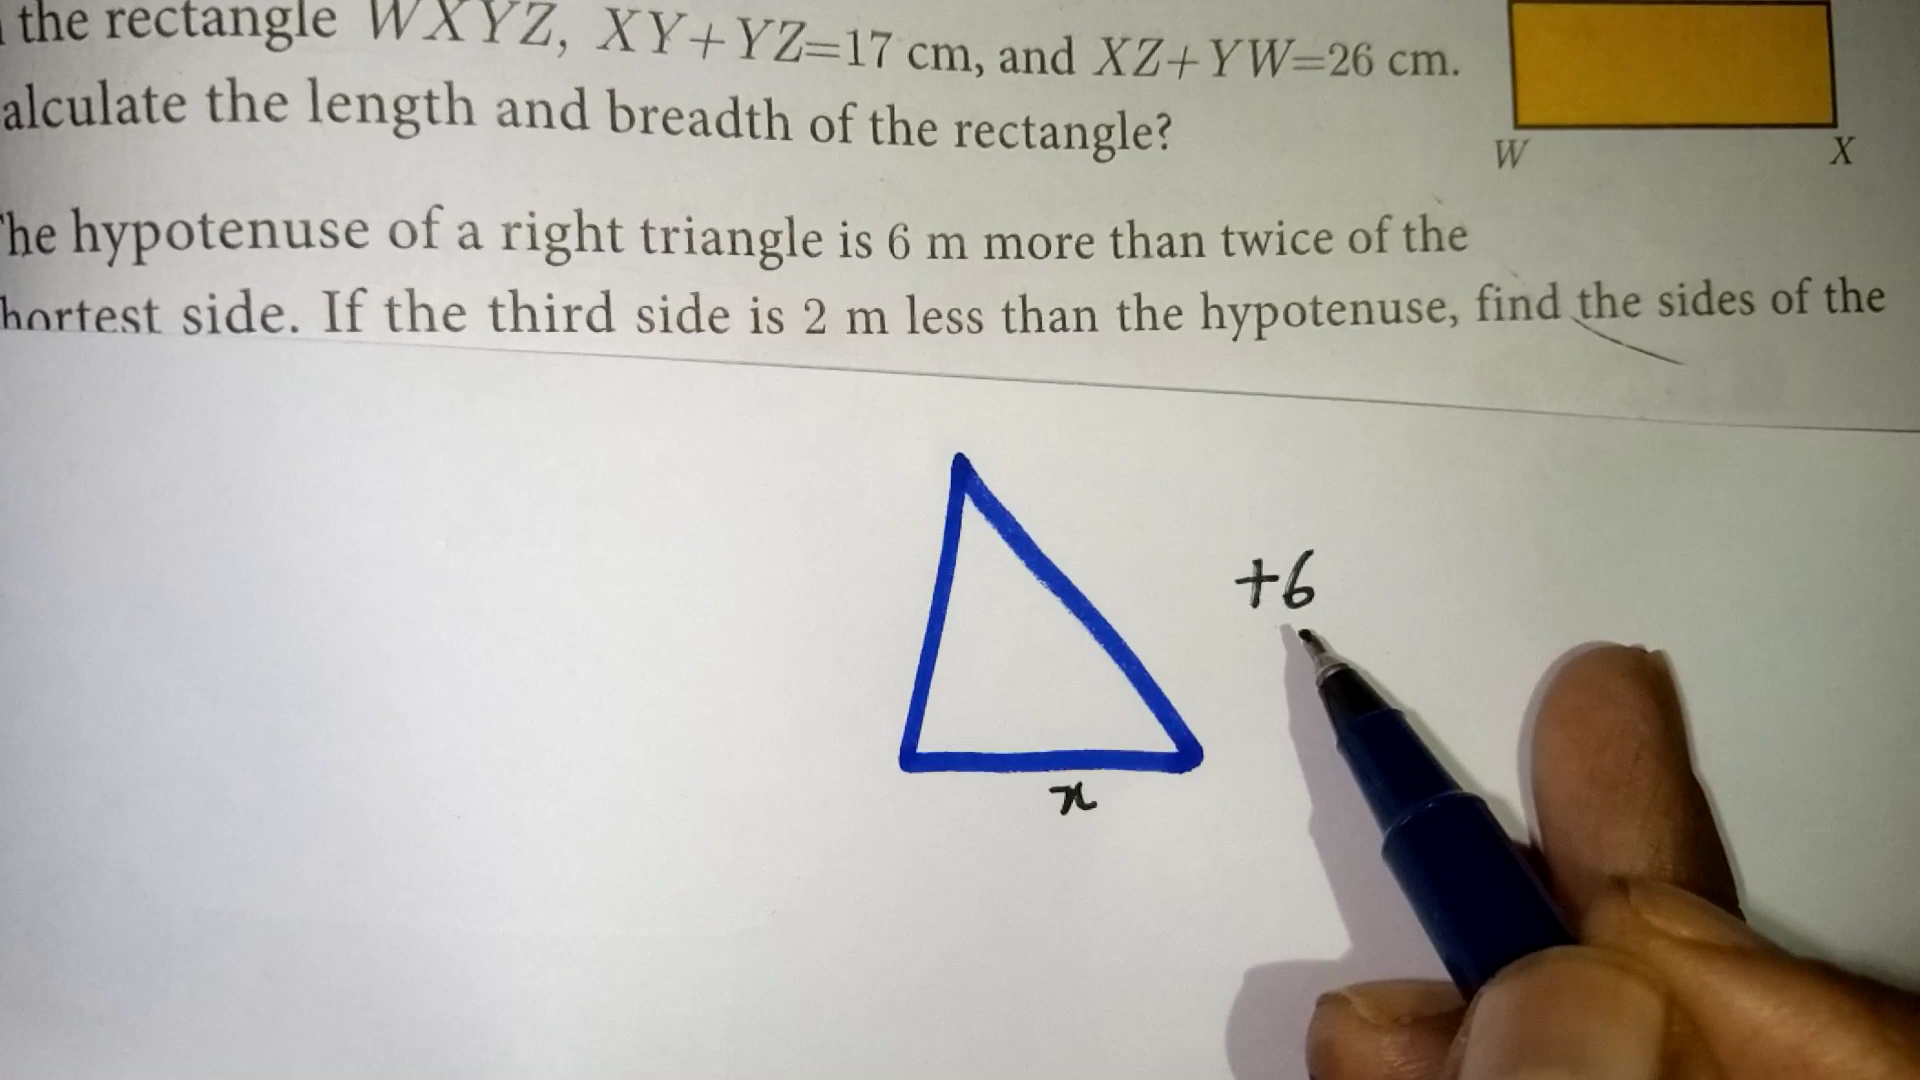 the rectangle WXYZ, XY+YZ=17 cm, and XZ+YW=26 cm.
alculate the length and breadth of the rectangle?
W X
he hypotenuse of a right triangle is 6 m more than twice of the
hortest side. If the third side is 2 m less than the hypotenuse, find the sides of the
+6
x